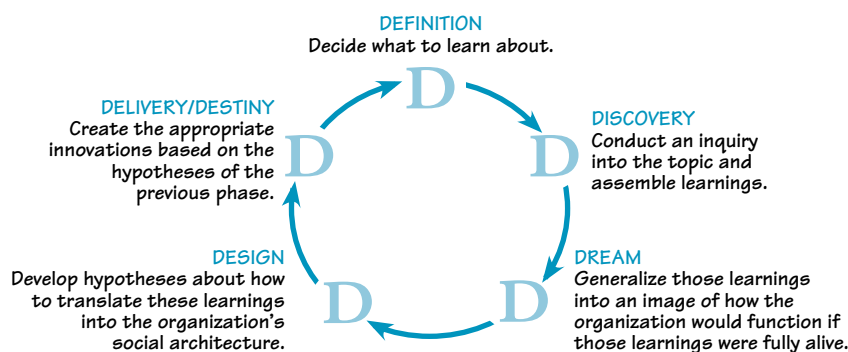 DEFINITION
Decide what to learn about.
D
DISCOVERY
Conduct an inquiry
into the topic and
assemble learnings.
D
DREAM
Generalize those learnings
into an image of how the
organization would function if
those learnings were fully alive.
D
DESIGN
Develop hypotheses about how
to translate these learnings
into the organization's
social architecture.
D
DELIVERY/DESTINY
Create the appropriate
innovations based on the
hypotheses of the
previous phase.
D